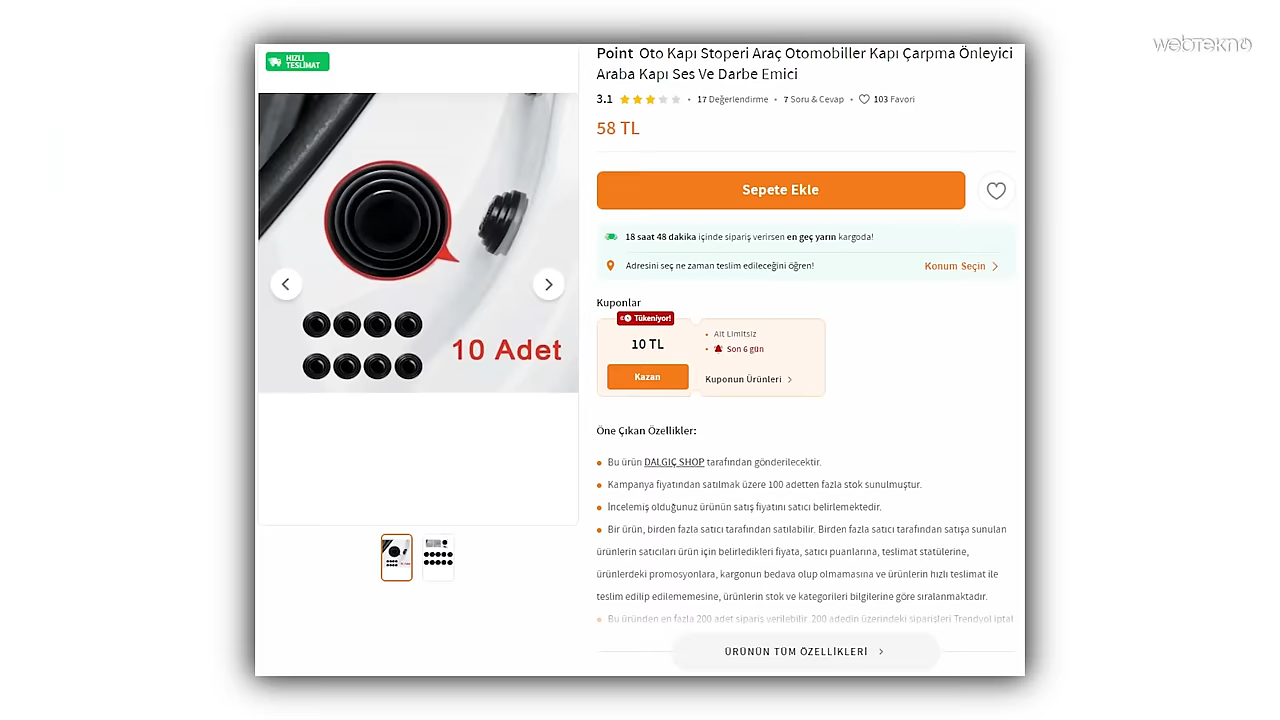 webtekno
HIZLI
TESLİMAT
Point Oto Kapı Stoperi Araç Otomobiller Kapı Çarpma Önleyici
Araba Kapı Ses Ve Darbe Emici
3.1 • 17 Değerlendirme • 7 Soru & Cevap • 103 Favori
58 TL
Sepete Ekle
18 saat 48 dakika içinde sipariş verirsen en geç yarın kargoda!
Adresini seç ne zaman teslim edileceğini öğren! Konum Seçin
10 Adet
Kuponlar
Tükeniyor!
10 TL
Kazan
• Alt Limitsiz
• Son 6 gün
Kuponun Ürünleri
Öne Çıkan Özellikler:
• Bu ürün DALGIÇ SHOP tarafından gönderilecektir.
• Kampanya fiyatından satılmak üzere 100 adetten fazla stok sunulmuştur.
• İncelemiş olduğunuz ürünün satış fiyatını satıcı belirlemektedir.
• Bir ürün, birden fazla satıcı tarafından satılabilir. Birden fazla satıcı tarafından satışa sunulan
ürünlerin satıcıları ürün için belirledikleri fiyata, satıcı puanlarına, teslimat statülerine,
ürünlerdeki promosyonlara, kargonun bedava olup olmamasına ve ürünlerin hızlı teslimat ile
teslim edilip edilememesine, ürünlerin stok ve kategorileri bilgilerine göre sıralanmaktadır.
• Bu üründen en fazla 200 adet sipariş verilebilir. 200 adedin üzerindeki siparişleri Trendyol iptal
ÜRÜNÜN TÜM ÖZELLİKLERİ